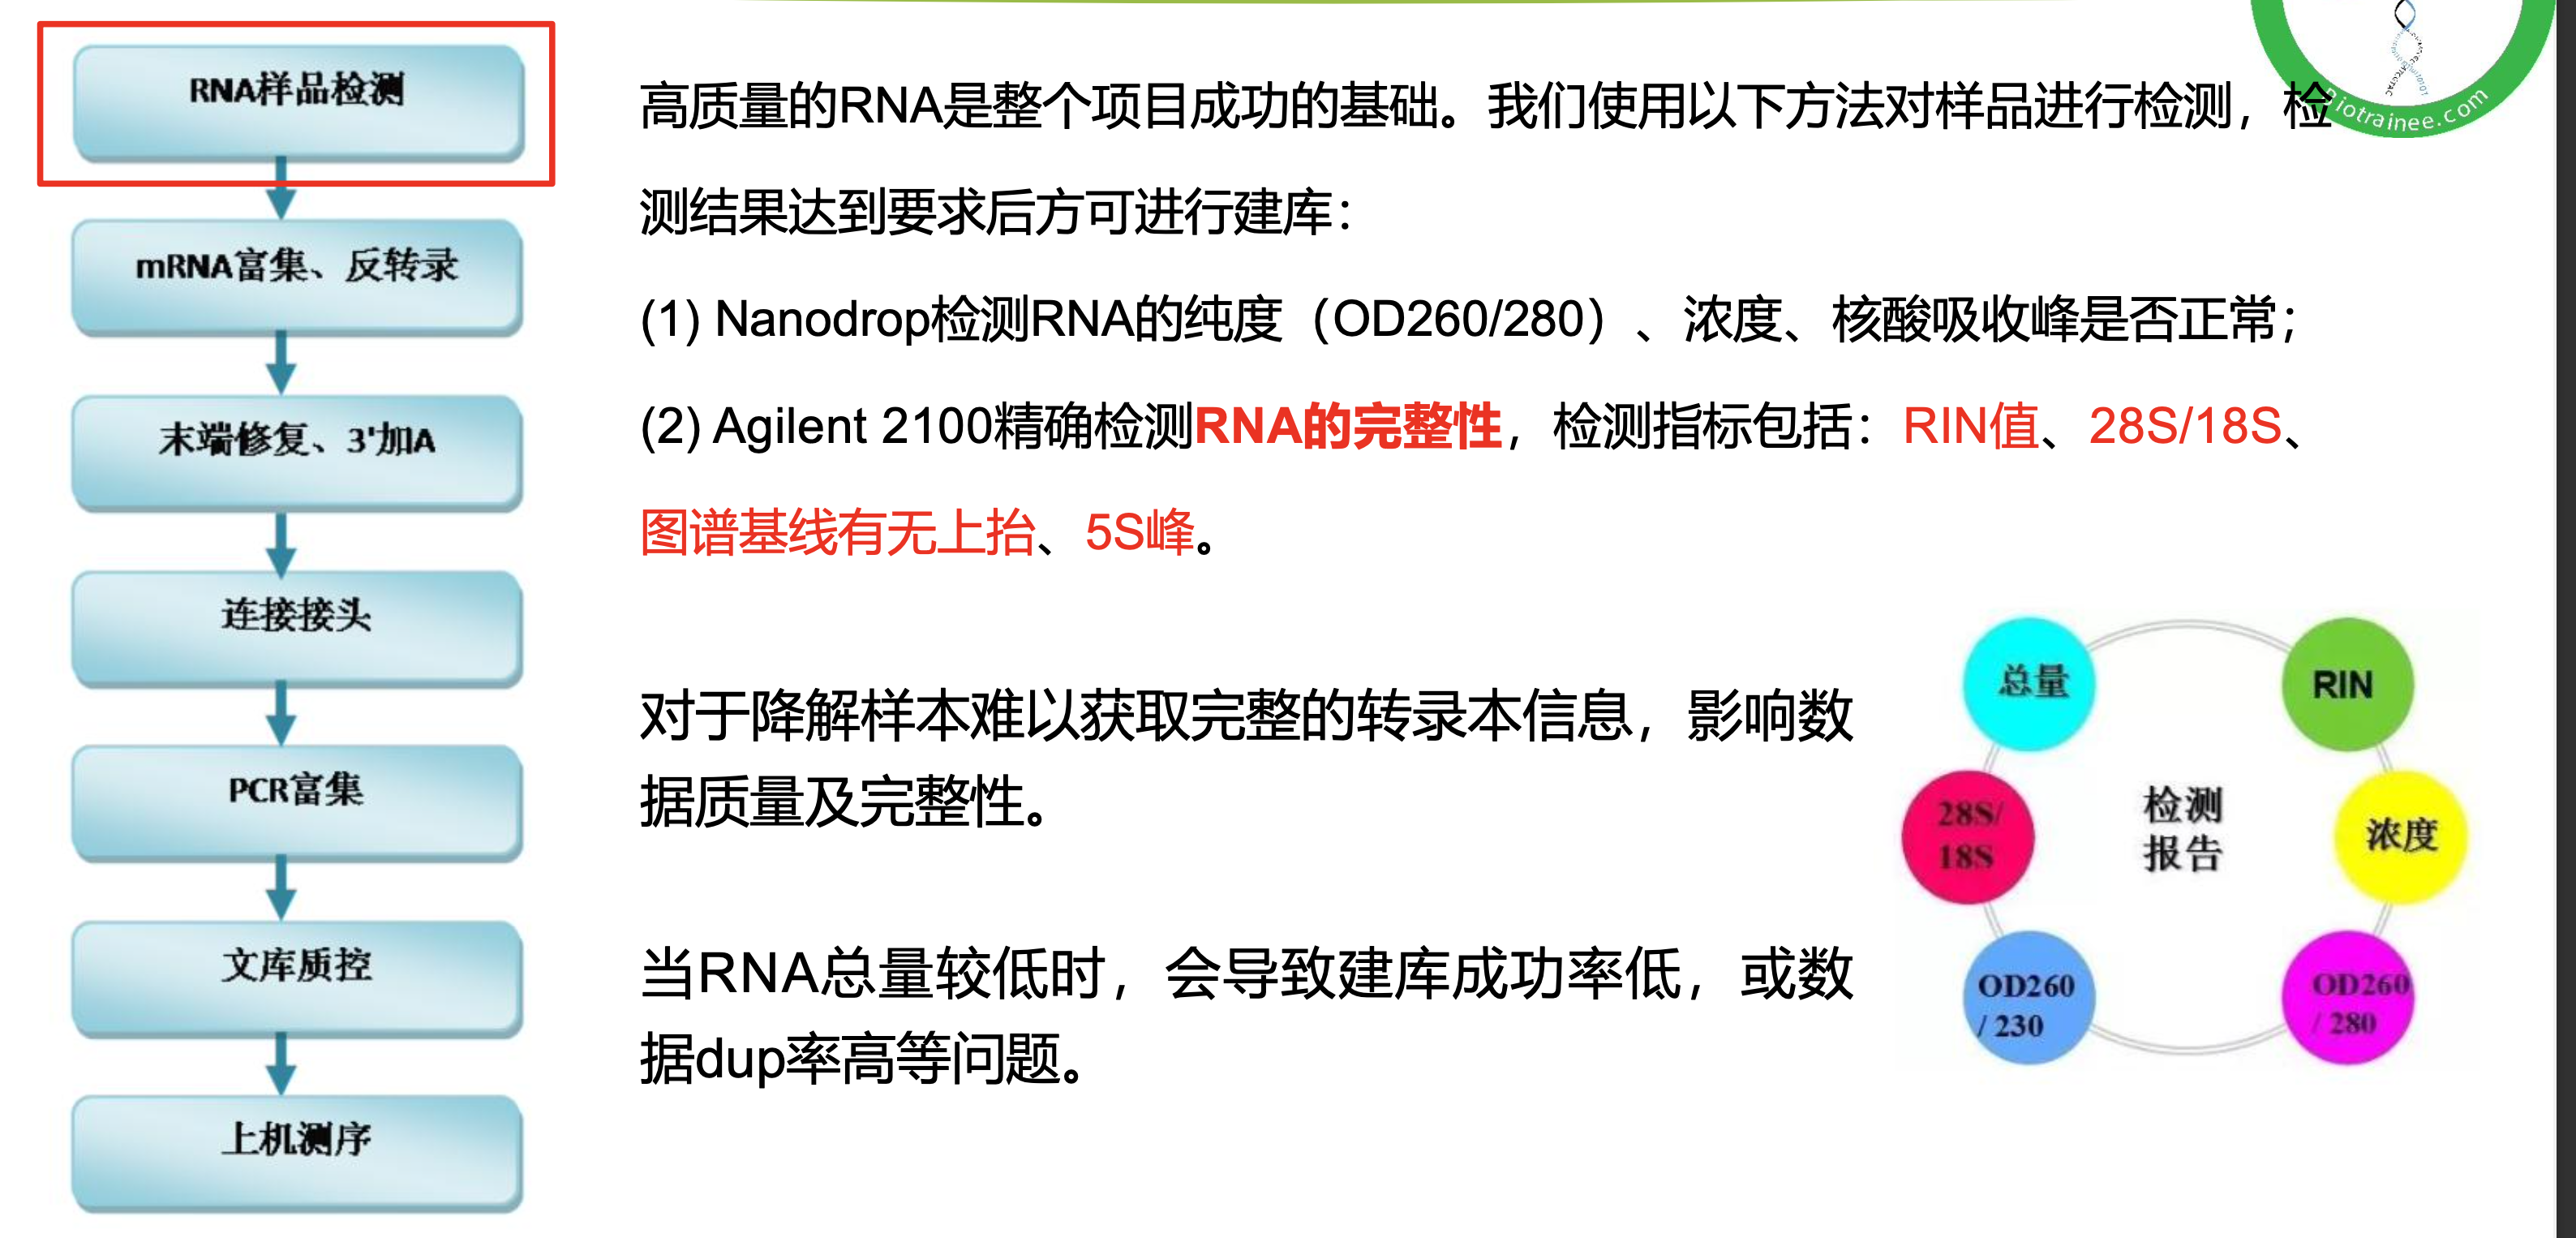 RNA样品检测
mRNA富集、反转录
末端修复、3'加A
连接接头
PCR富集
文库质控
上机测序
高质量的RNA是整个项目成功的基础。我们使用以下方法对样品进行检测，检
测结果达到要求后方可进行建库：
(1) Nanodrop检测RNA的纯度（OD260/280）、浓度、核酸吸收峰是否正常；
(2) Agilent 2100精确检测RNA的完整性，检测指标包括：RIN值、28S/18S、
图谱基线有无上抬、5S峰。
对于降解样本难以获取完整的转录本信息，影响数
据质量及完整性。
当RNA总量较低时，会导致建库成功率低，或数
据dup率高等问题。
总量
RIN
28S/
18S
检测
报告
浓度
OD260
/ 230
OD260
/ 280
Biotrainee.com